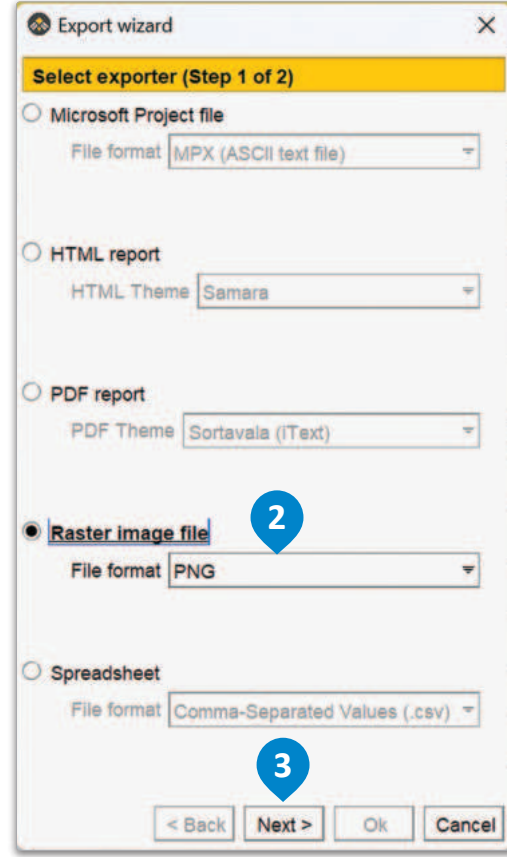 Export wizard
Select exporter (Step 1 of 2)
Microsoft Project file
File format MPX (ASCII text file)
HTML report
HTML Theme Samara
PDF report
PDF Theme Sortavala (iText)
2
Raster image file
File format PNG
Spreadsheet
File format Comma-Separated Values (.csv)
3
< Back Next > Ok Cancel